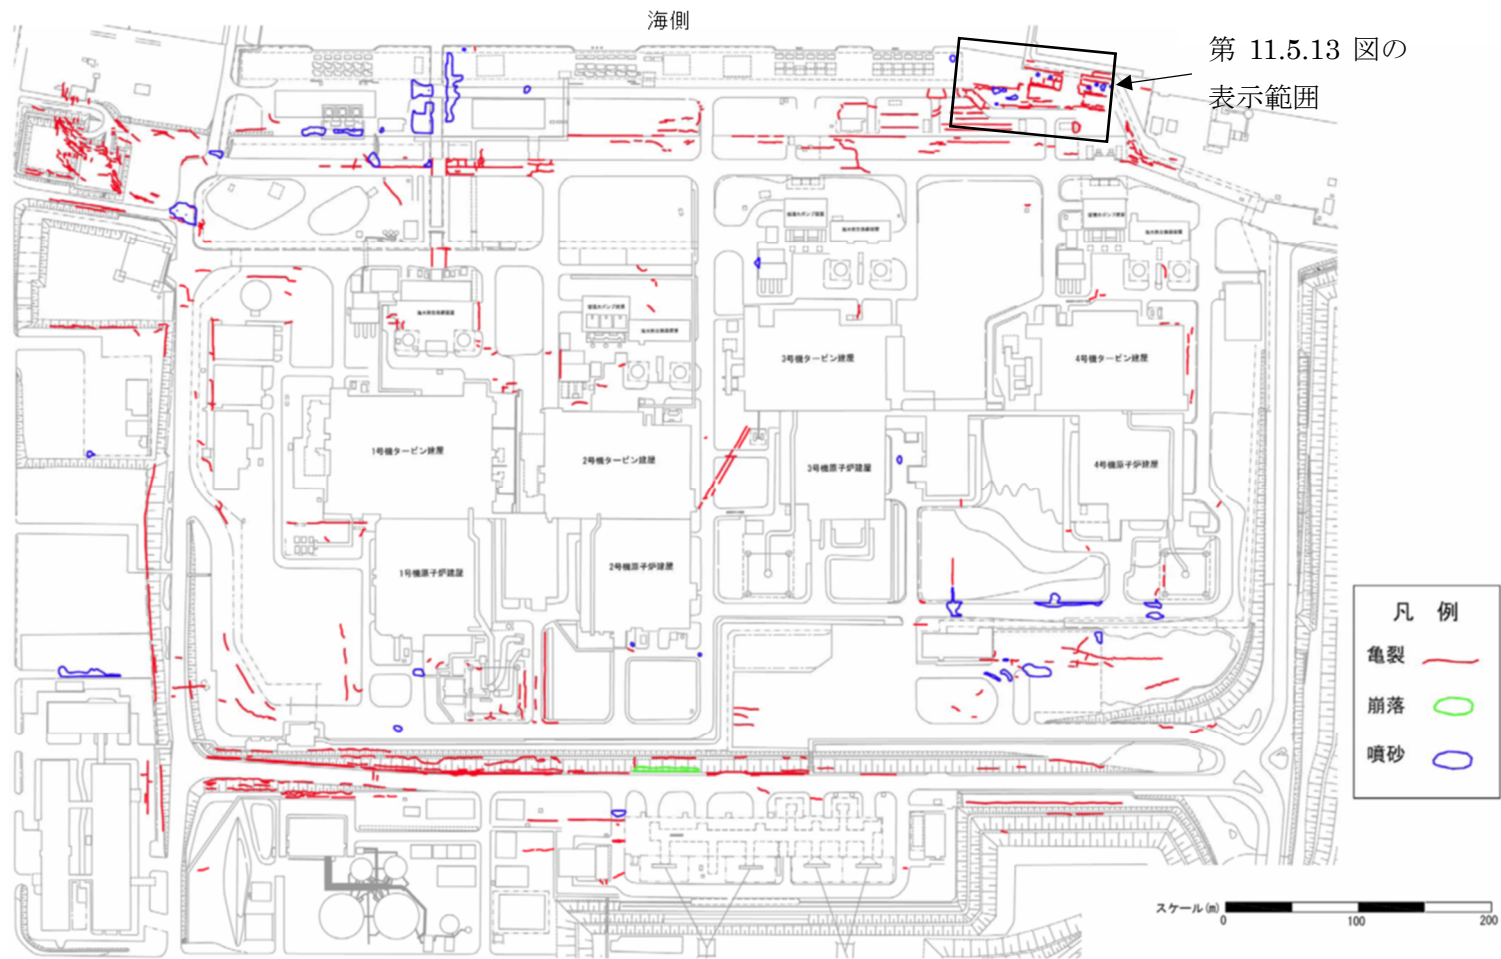 海側
第 11.5.13 図の
表示範囲
3号機タービン建屋
4号機タービン建屋
1号機タービン建屋
2号機タービン建屋
3号機原子炉建屋
4号機原子炉建屋
1号機原子炉建屋
2号機原子炉建屋
凡 例
亀裂
崩落
噴砂
スケール(m)
0
100
200